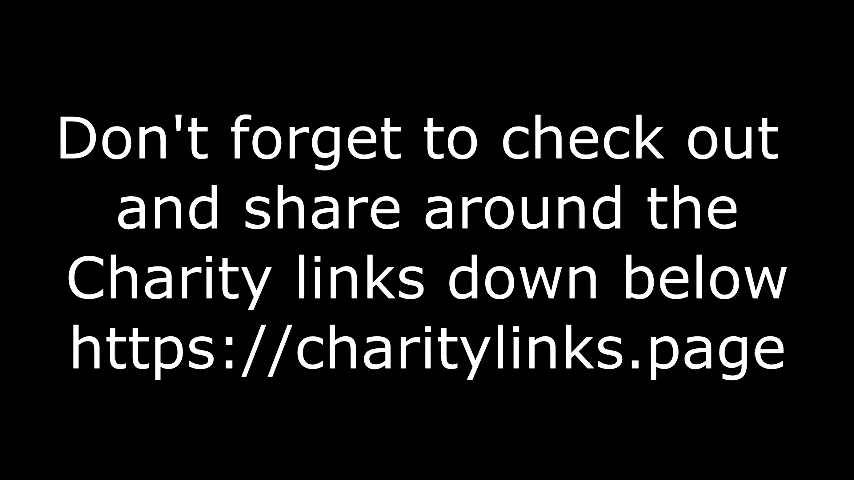 Don't forget to check out
and share around the
Charity links down below
https://charitylinks.page